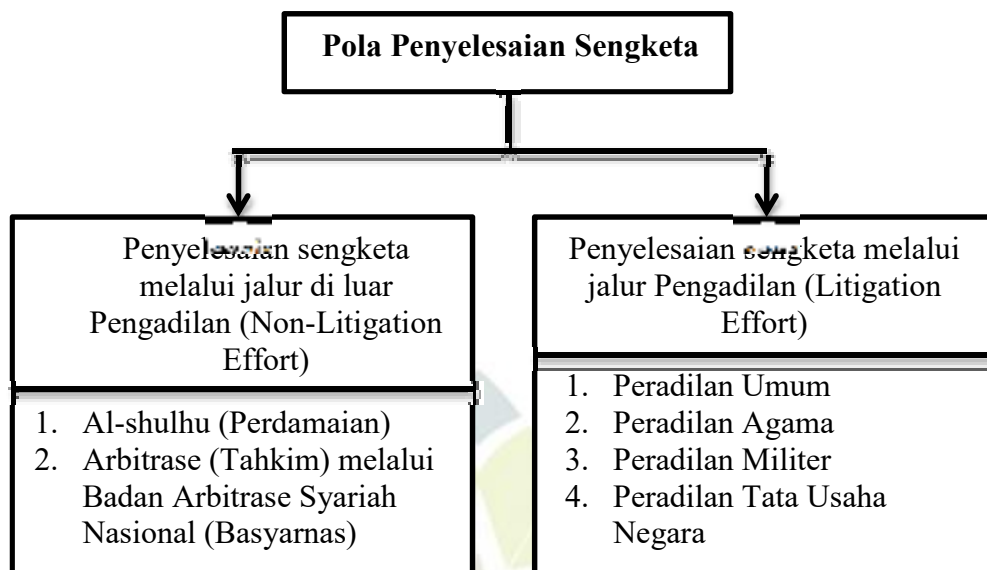 Pola Penyelesaian Sengketa
Penyelesaian sengketa
melalui jalur di luar
Pengadilan (Non-Litigation
Effort)
1. Al-shulhu (Perdamaian)
2. Arbitrase (Tahkim) melalui
Badan Arbitrase Syariah
Nasional (Basyarnas)
Penyelesaian sengketa melalui
jalur Pengadilan (Litigation
Effort)
1. Peradilan Umum
2. Peradilan Agama
3. Peradilan Militer
4. Peradilan Tata Usaha
Negara